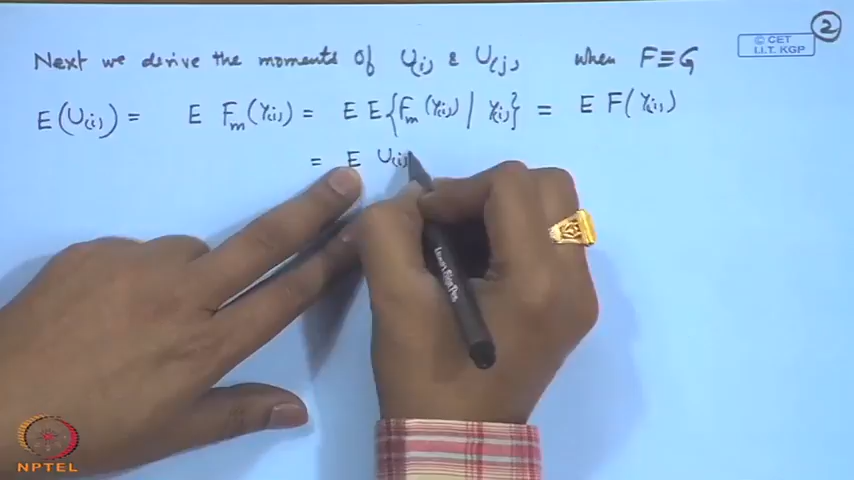 2
© CET
I.I.T. KGP
Next we derive the moments of U(i) & U(j), when F≡G
E(U(i)) = E Fm(Y(i)) = E E{Fm(Y(i)) | Y(i)} = E F(Y(i))
= E U(i)
NPTEL